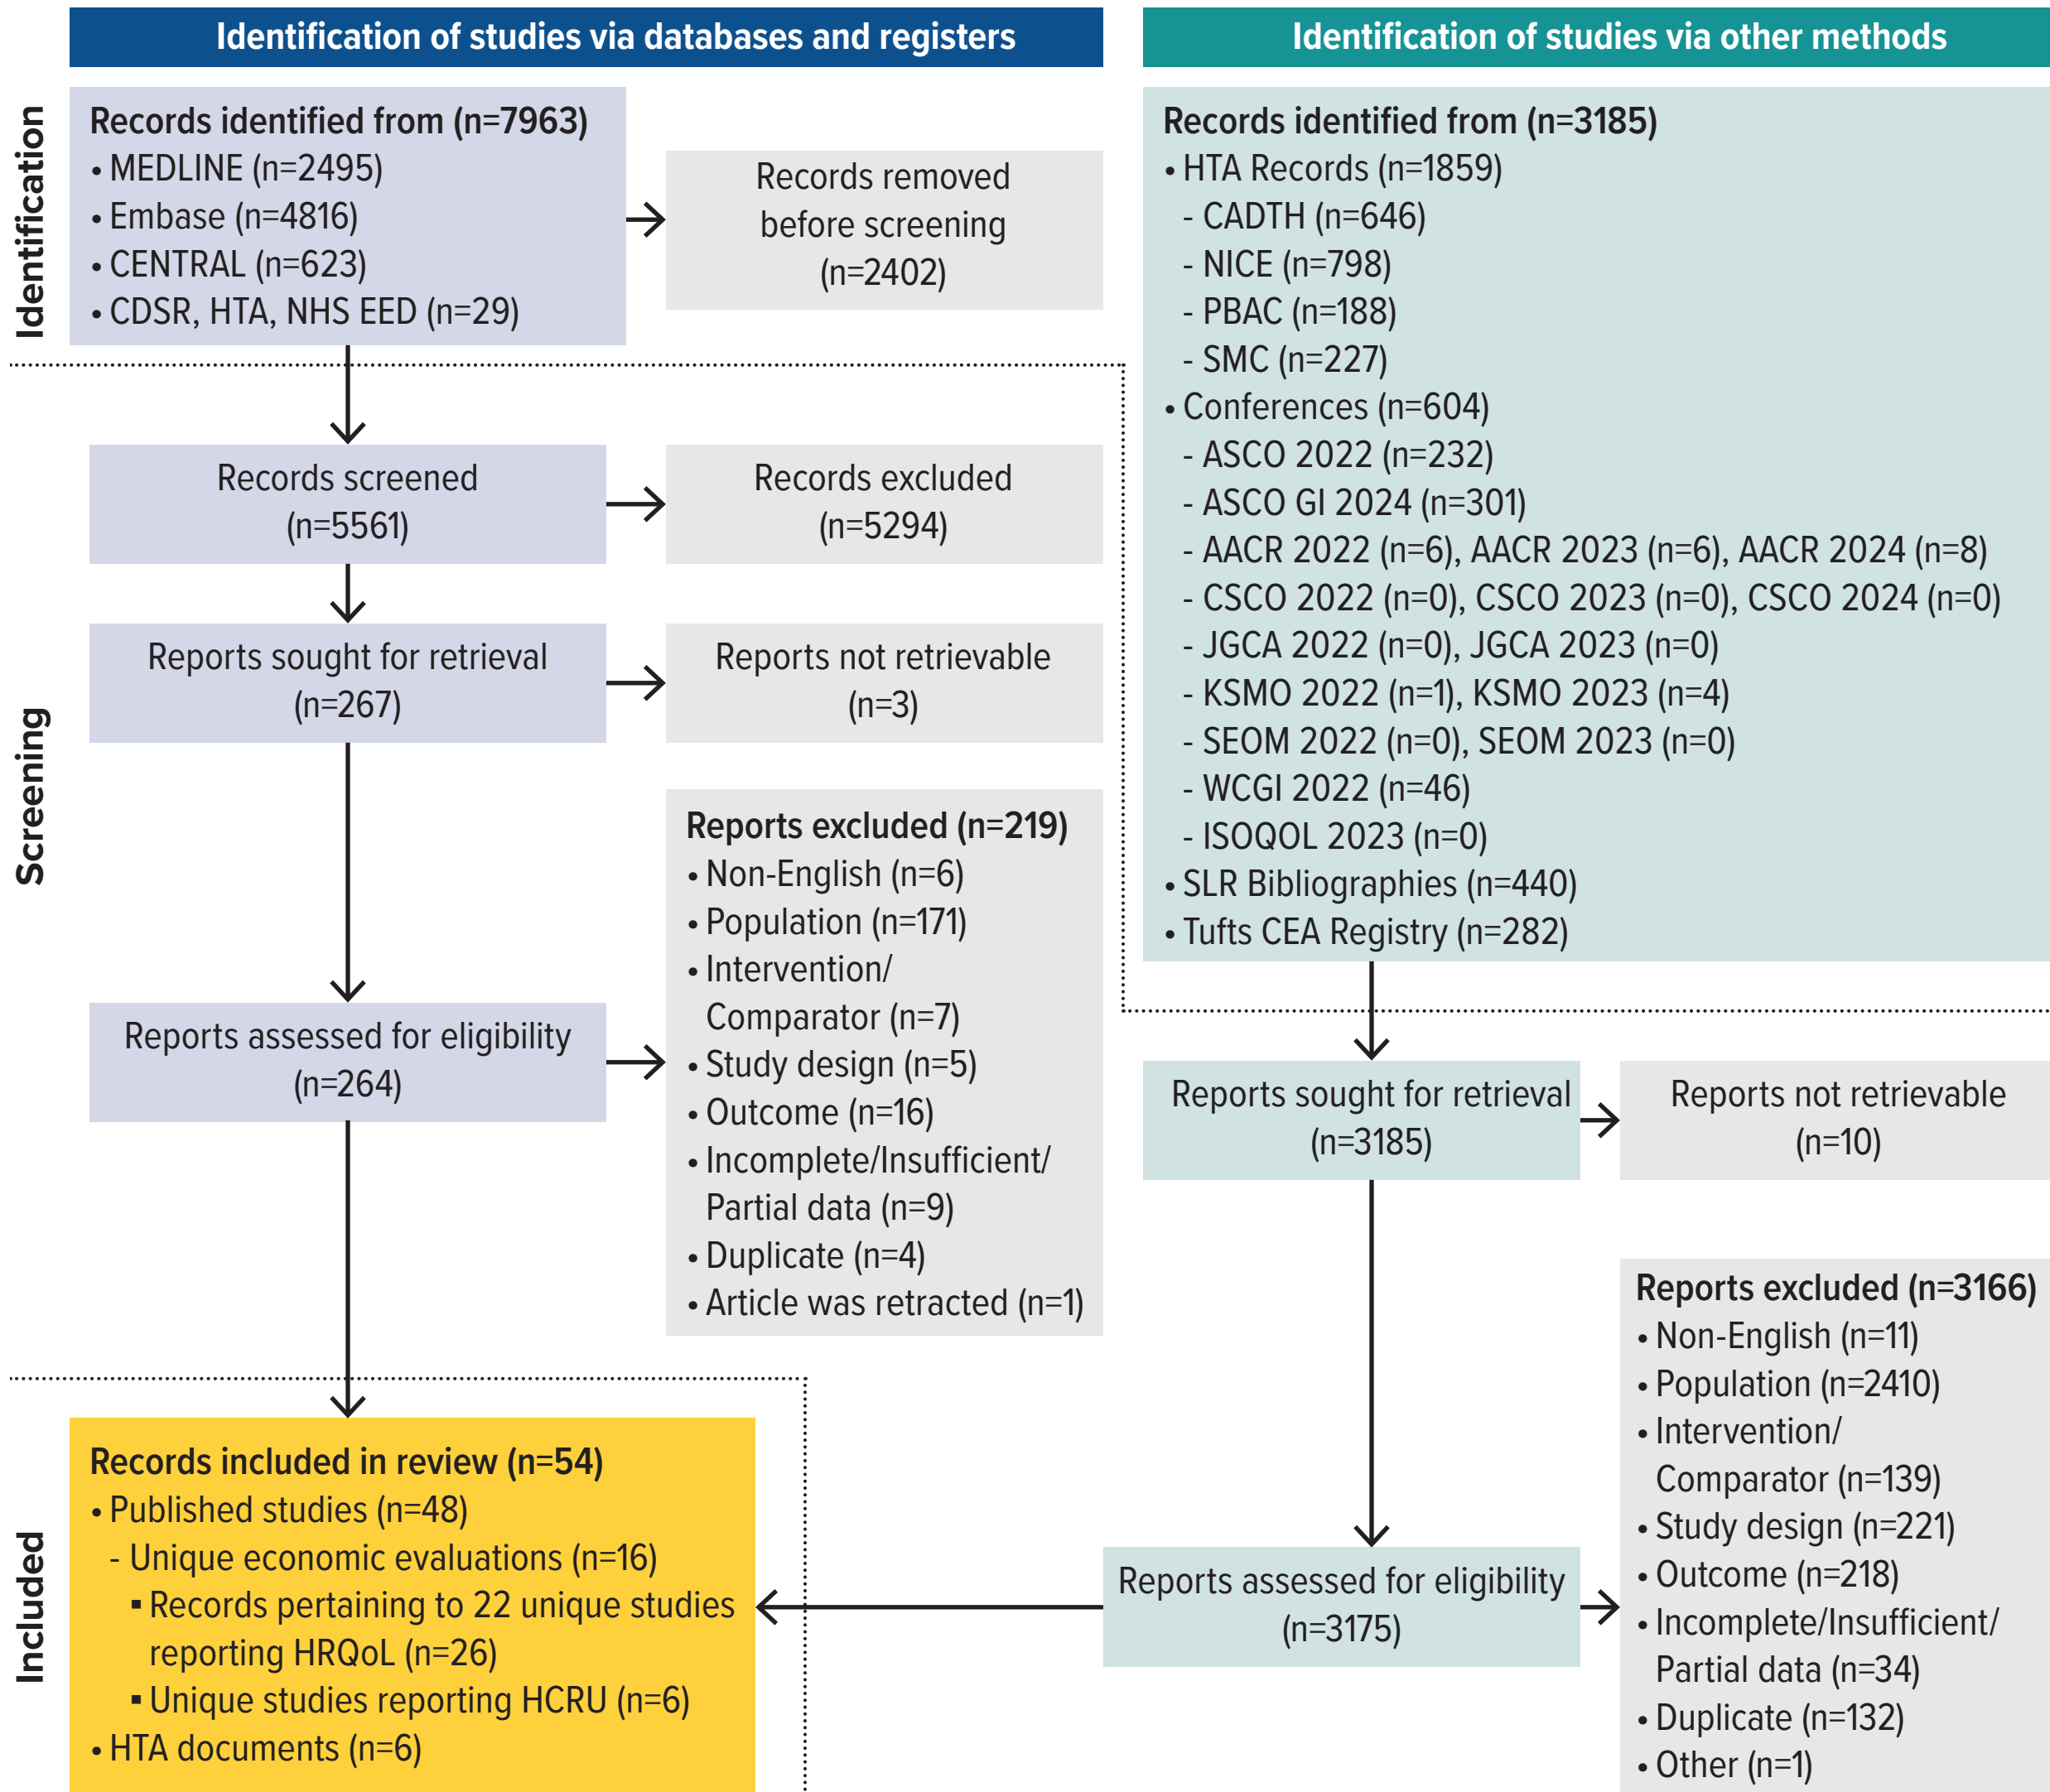 Identification of studies via databases and registers
Identification of studies via other methods
Identification
Records identified from (n=7963)
• MEDLINE (n=2495)
• Embase (n=4816)
• CENTRAL (n=623)
• CDSR, HTA, NHS EED (n=29)
Records removed
before screening
(n=2402)
Records identified from (n=3185)
• HTA Records (n=1859)
- CADTH (n=646)
- NICE (n=798)
- PBAC (n=188)
- SMC (n=227)
• Conferences (n=604)
- ASCO 2022 (n=232)
- ASCO GI 2024 (n=301)
- AACR 2022 (n=6), AACR 2023 (n=6), AACR 2024 (n=8)
- CSCO 2022 (n=0), CSCO 2023 (n=0), CSCO 2024 (n=0)
- JGCA 2022 (n=0), JGCA 2023 (n=0)
- KSMO 2022 (n=1), KSMO 2023 (n=4)
- SEOM 2022 (n=0), SEOM 2023 (n=0)
- WCGI 2022 (n=46)
- ISOQOL 2023 (n=0)
• SLR Bibliographies (n=440)
• Tufts CEA Registry (n=282)
Screening
Records screened
(n=5561)
Records excluded
(n=5294)
Reports sought for retrieval
(n=267)
Reports not retrievable
(n=3)
Reports assessed for eligibility
(n=264)
Reports excluded (n=219)
• Non-English (n=6)
• Population (n=171)
• Intervention/
Comparator (n=7)
• Study design (n=5)
• Outcome (n=16)
• Incomplete/Insufficient/
Partial data (n=9)
• Duplicate (n=4)
• Article was retracted (n=1)
Reports sought for retrieval
(n=3185)
Reports not retrievable
(n=10)
Reports assessed for eligibility
(n=3175)
Reports excluded (n=3166)
• Non-English (n=11)
• Population (n=2410)
• Intervention/
Comparator (n=139)
• Study design (n=221)
• Outcome (n=218)
• Incomplete/Insufficient/
Partial data (n=34)
• Duplicate (n=132)
• Other (n=1)
Included
Records included in review (n=54)
• Published studies (n=48)
- Unique economic evaluations (n=16)
▪ Records pertaining to 22 unique studies
reporting HRQoL (n=26)
▪ Unique studies reporting HCRU (n=6)
• HTA documents (n=6)